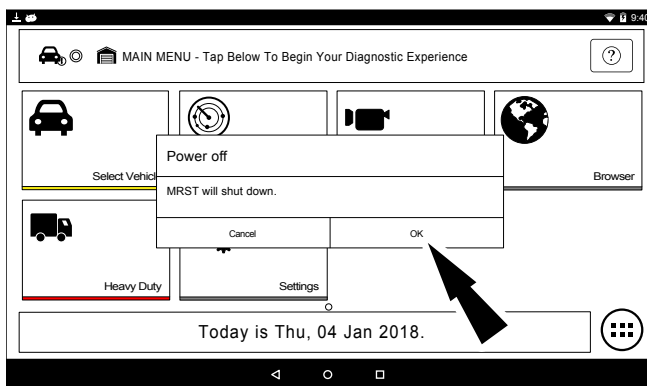 9:40
MAIN MENU - Tap Below To Begin Your Diagnostic Experience
?
Power off
Select Vehicl
MRST will shut down.
Browser
Cancel
OK
Heavy Duty
Settings
Today is Thu, 04 Jan 2018.